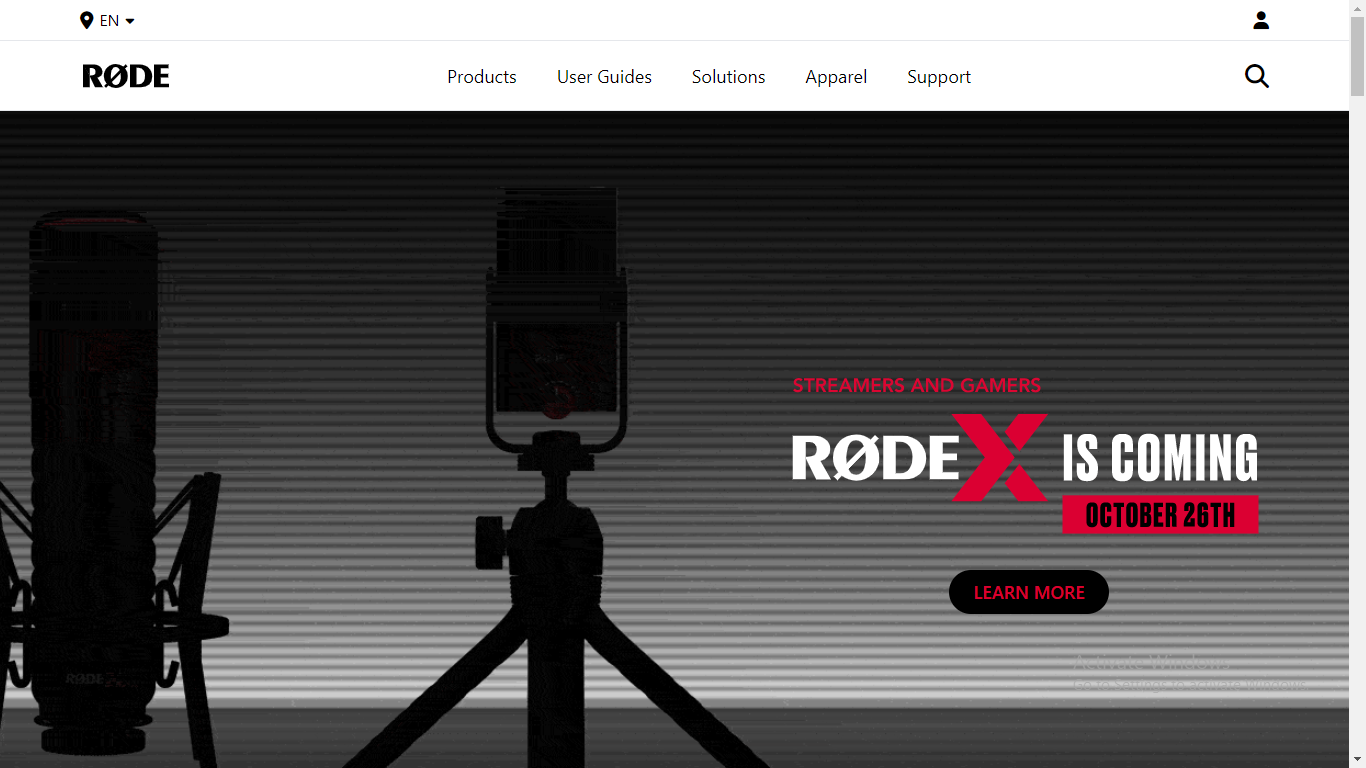 EN
RØDE
Products
User Guides
Solutions
Apparel
Support
STREAMERS AND GAMERS
RØDE X IS COMING
OCTOBER 26TH
LEARN MORE
Activate Windows
Go to Settings to activate Windows.
RØDE X